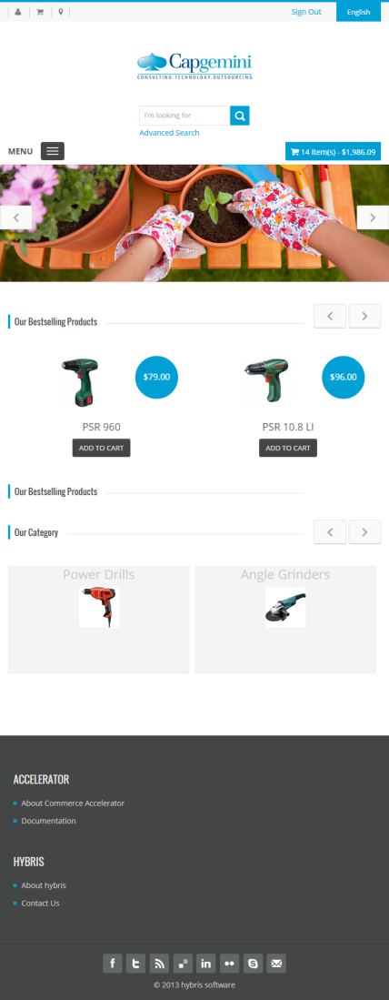 Sign Out
English
Capgemini
CONSULTING.TECHNOLOGY.OUTSOURCING
I'm looking for
Advanced Search
MENU
14 item(s) - $1,986.09
Our Bestselling Products
$79.00
$96.00
PSR 960
PSR 10.8 LI
ADD TO CART
ADD TO CART
Our Bestselling Products
Our Category
Power Drills
Angle Grinders
ACCELERATOR
About Commerce Accelerator
Documentation
HYBRIS
About hybris
Contact Us
© 2013 hybris software